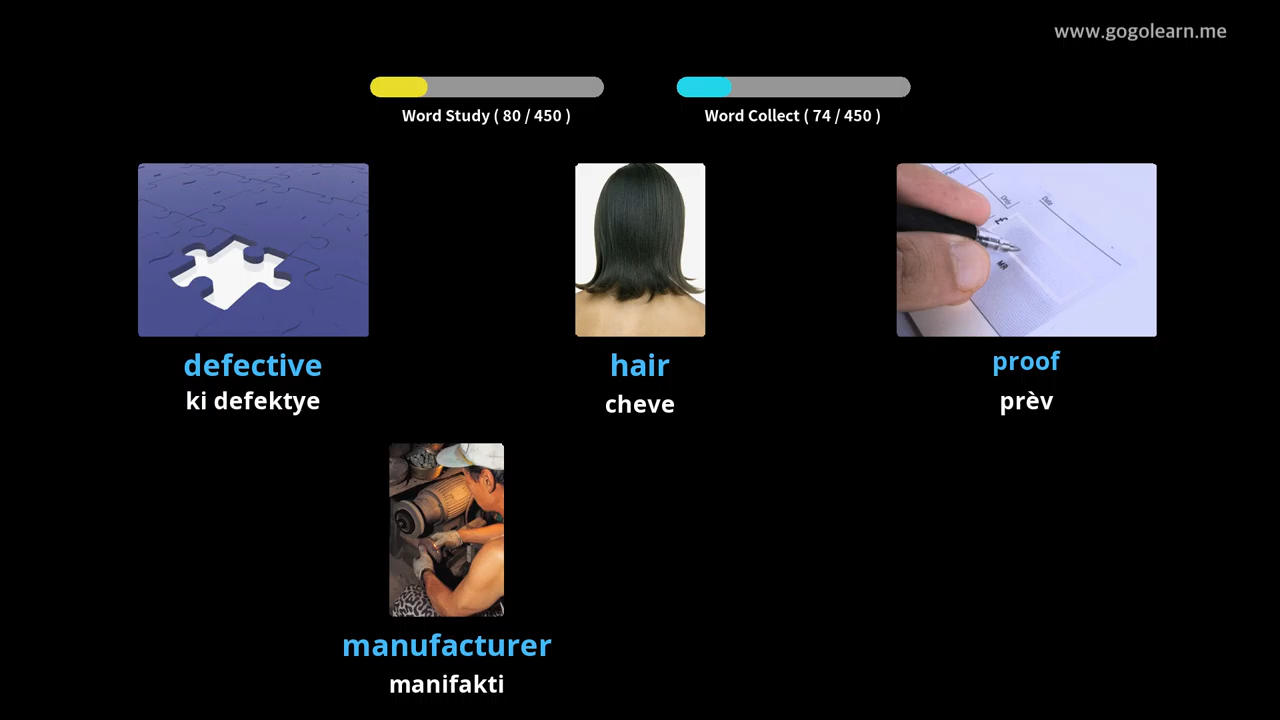 www.gogolearn.me
Word Study ( 80 / 450 )
Word Collect ( 74 / 450 )
defective
ki defektye
hair
cheve
proof
prèv
manufacturer
manifakti